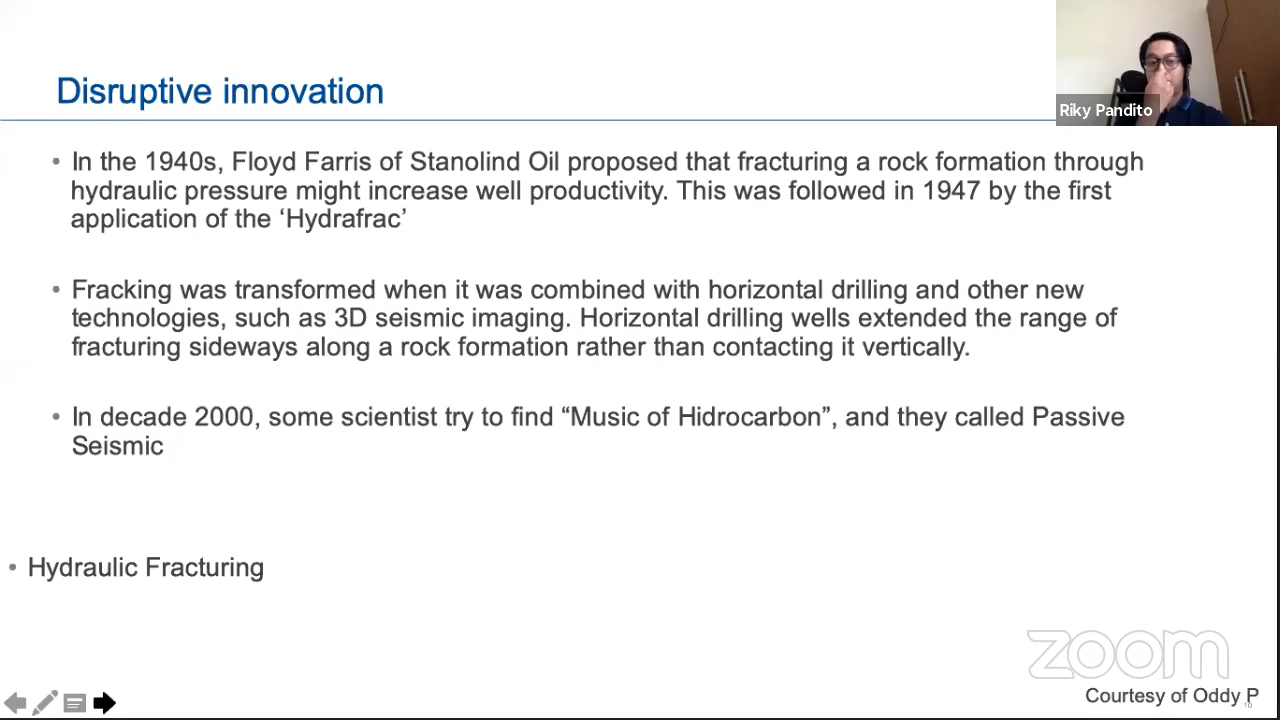 Disruptive innovation
Riky Pandito
• In the 1940s, Floyd Farris of Stanolind Oil proposed that fracturing a rock formation through
hydraulic pressure might increase well productivity. This was followed in 1947 by the first
application of the ‘Hydrafrac’
• Fracking was transformed when it was combined with horizontal drilling and other new
technologies, such as 3D seismic imaging. Horizontal drilling wells extended the range of
fracturing sideways along a rock formation rather than contacting it vertically.
• In decade 2000, some scientist try to find “Music of Hidrocarbon”, and they called Passive
Seismic
• Hydraulic Fracturing
zoom
Courtesy of Oddy P